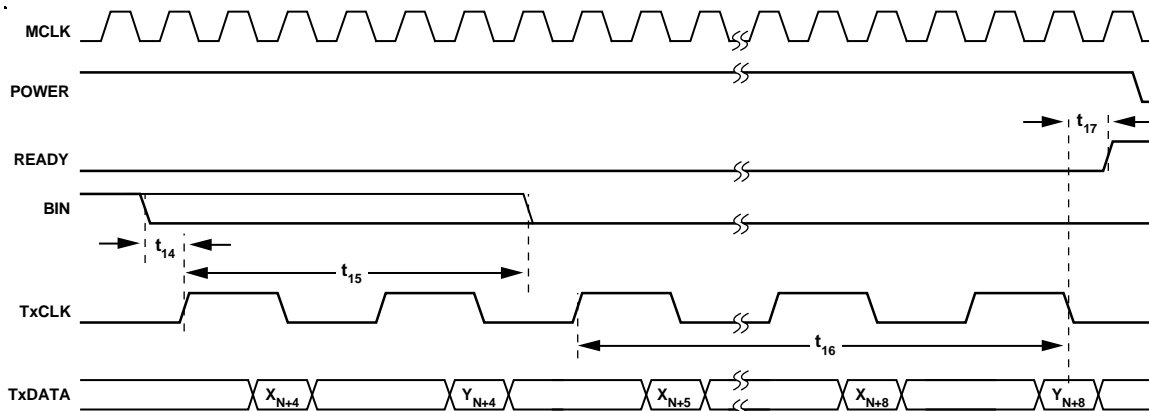 MCLK
POWER
t17
READY
BIN
t14
t15
TxCLK
t16
TxDATA XN+4 YN+4 XN+5 XN+8 YN+8